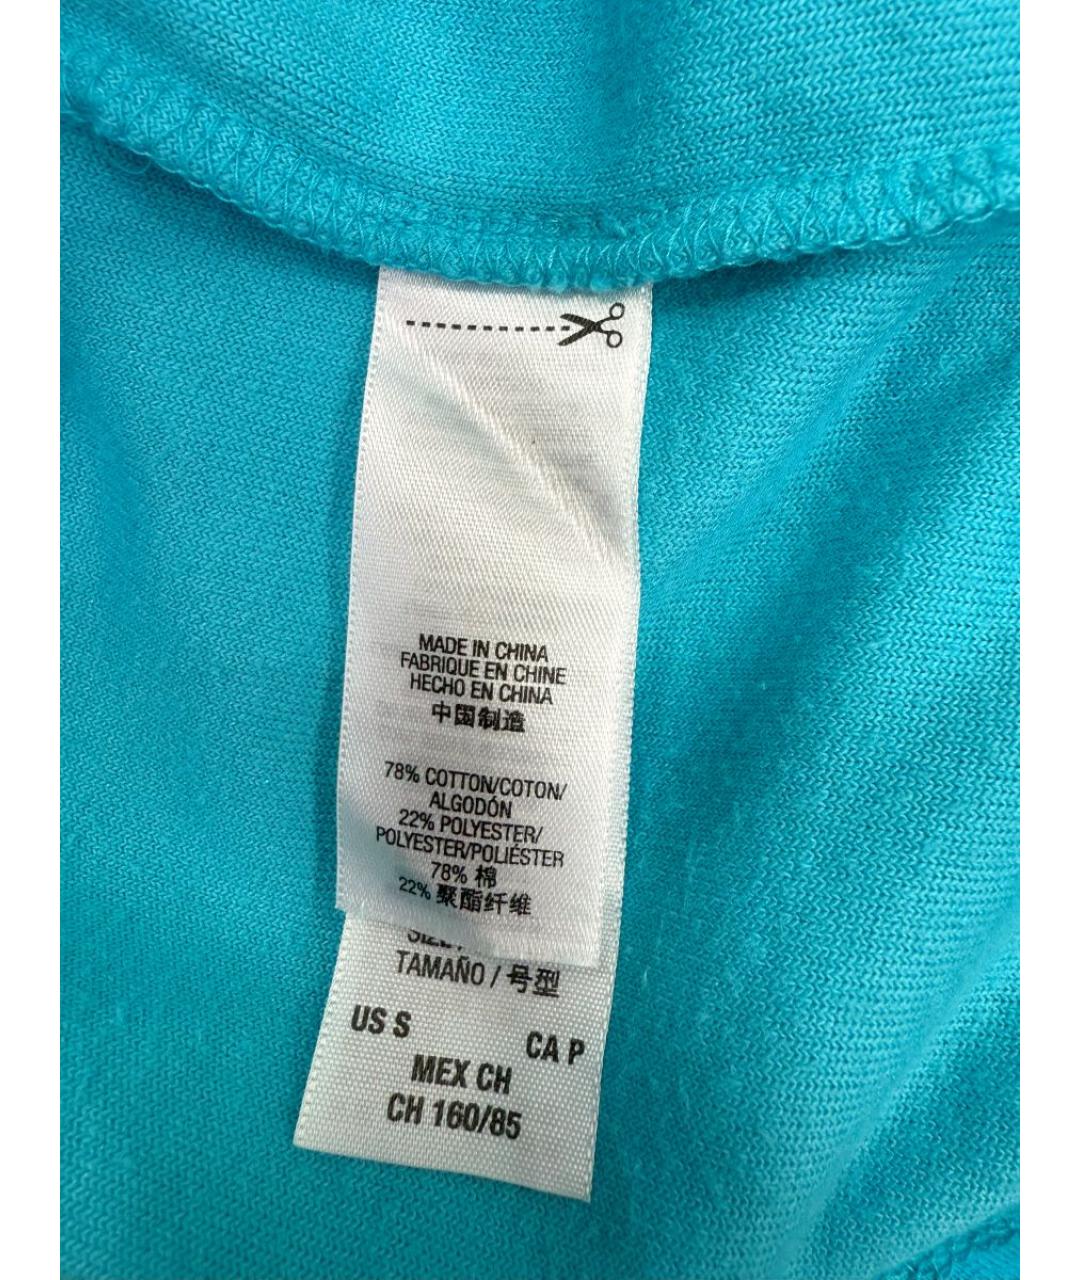 MADE IN CHINA
FABRIQUE EN CHINE
HECHO EN CHINA
中国制造
78% COTTON/COTON/
ALGODÓN
22% POLYESTER/
POLYESTER/POLIÉSTER
78% 棉
22% 聚酯纤维
TAMAÑO / 号型
US S
CA P
MEX CH
CH 160/85